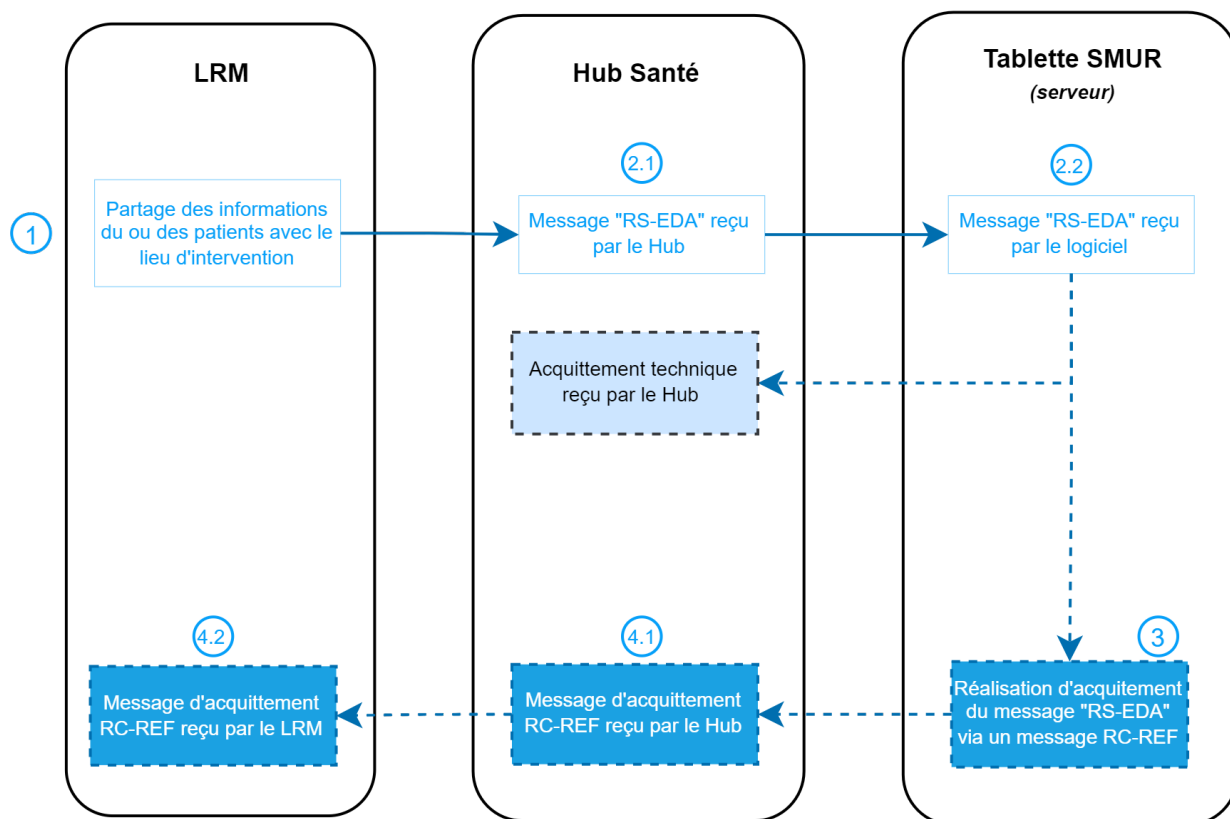 LRM
Hub Santé
Tablette SMUR
(serveur)
2.1
2.2
1
Partage des informations
du ou des patients avec le
lieu d'intervention
Message "RS-EDA" reçu
par le Hub
Message "RS-EDA" reçu
par le logiciel
Acquittement technique
reçu par le Hub
4.2
4.1
3
Message d'acquittement
RC-REF reçu par le LRM
Message d'acquittement
RC-REF reçu par le Hub
Réalisation d'acquitement
du message "RS-EDA"
via un message RC-REF